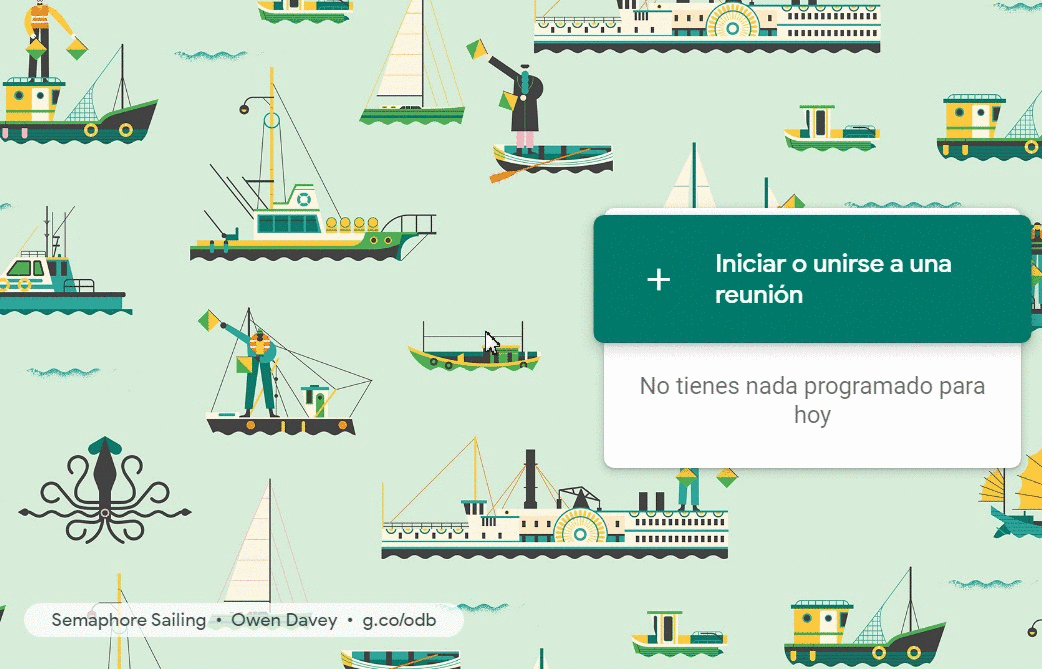 Iniciar o unirse a una
reunión
No tienes nada programado para
hoy
Semaphore Sailing • Owen Davey • g.co/odb